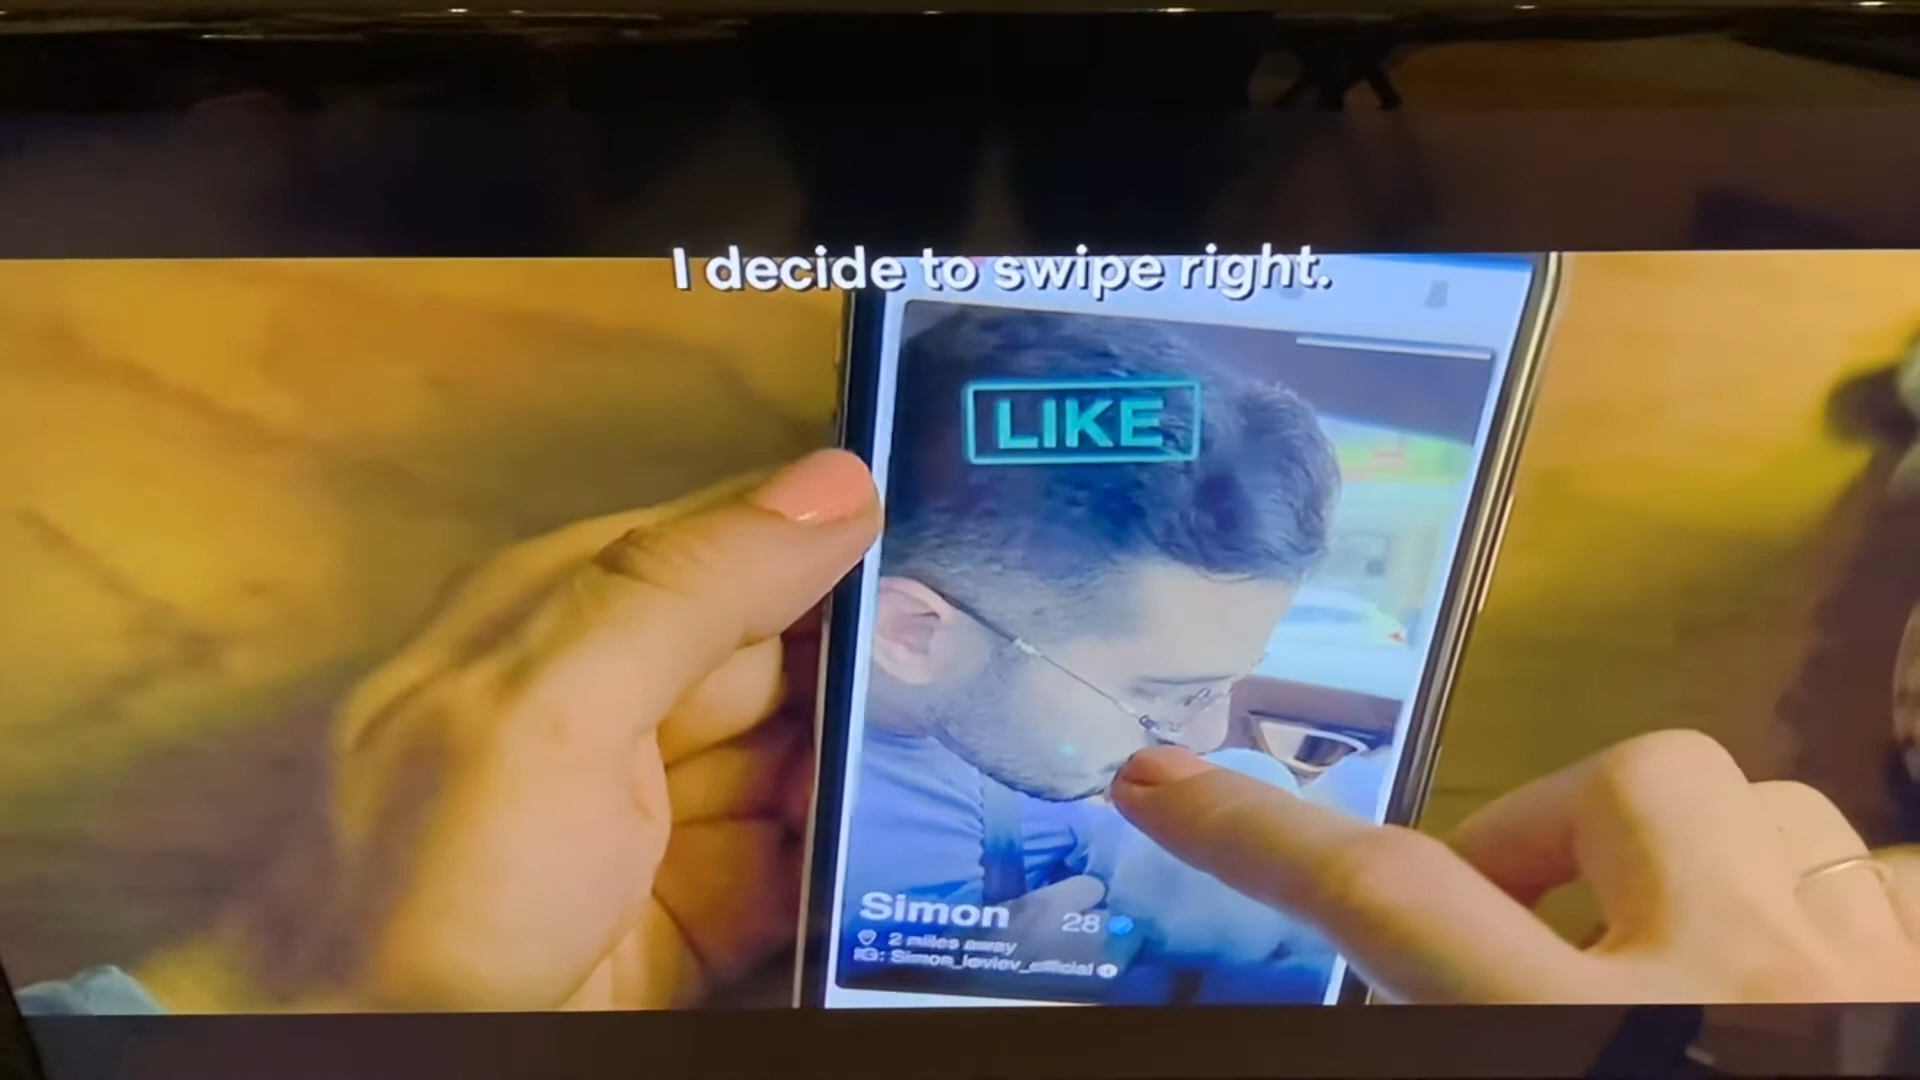 I decide to swipe right.
LIKE
Simon 28
2 miles away
IG: Simon_leviev_official